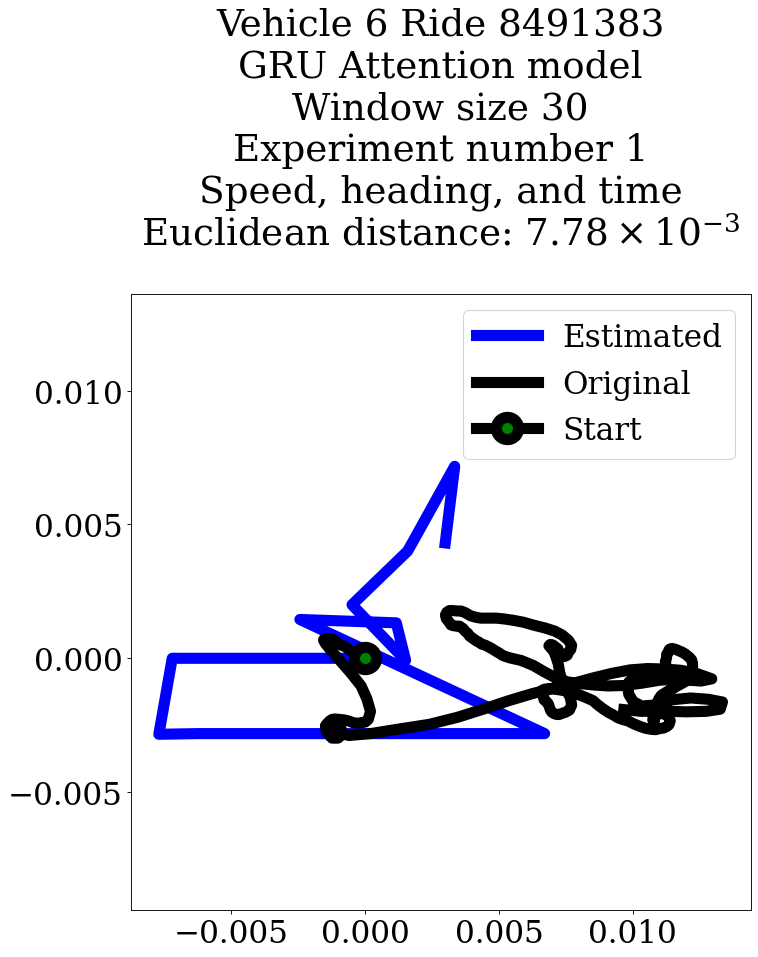 Vehicle 6 Ride 8491383
GRU Attention model
Window size 30
Experiment number 1
Speed, heading, and time
Euclidean distance: 7.78 × 10⁻³
Estimated
Original
Start
0.010
0.005
0.000
−0.005
−0.005 0.000 0.005 0.010